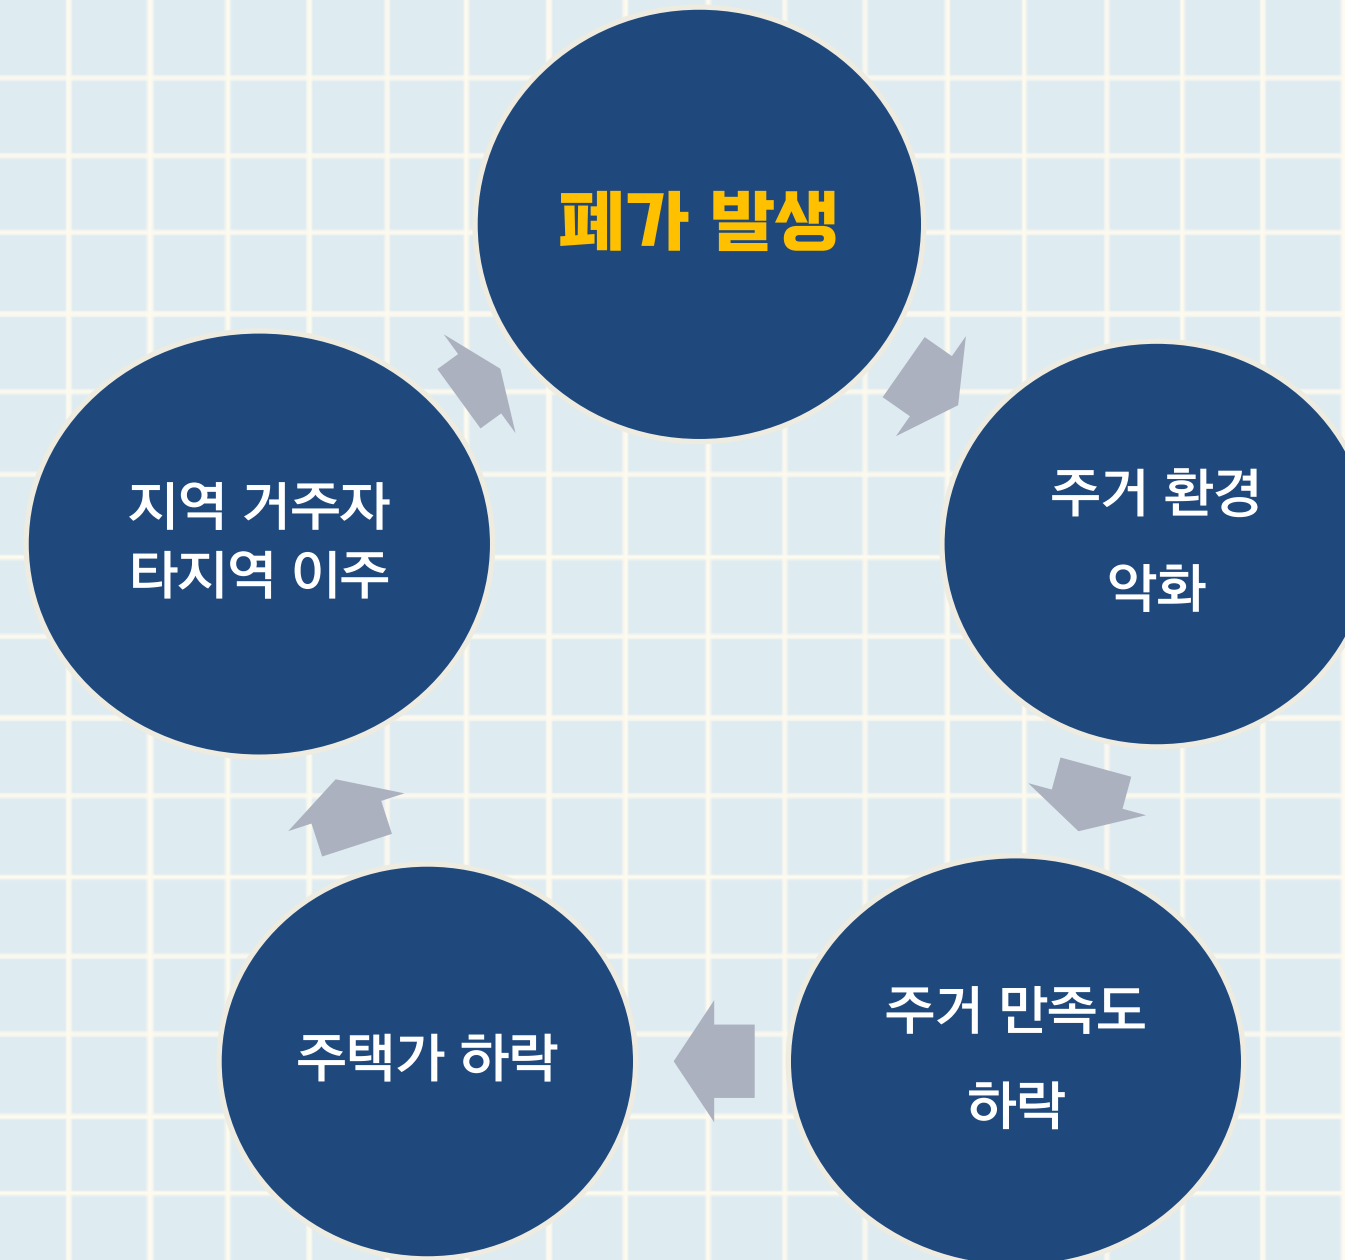 폐가 발생
주거 환경
악화
주거 만족도
하락
주택가 하락
지역 거주자
타지역 이주